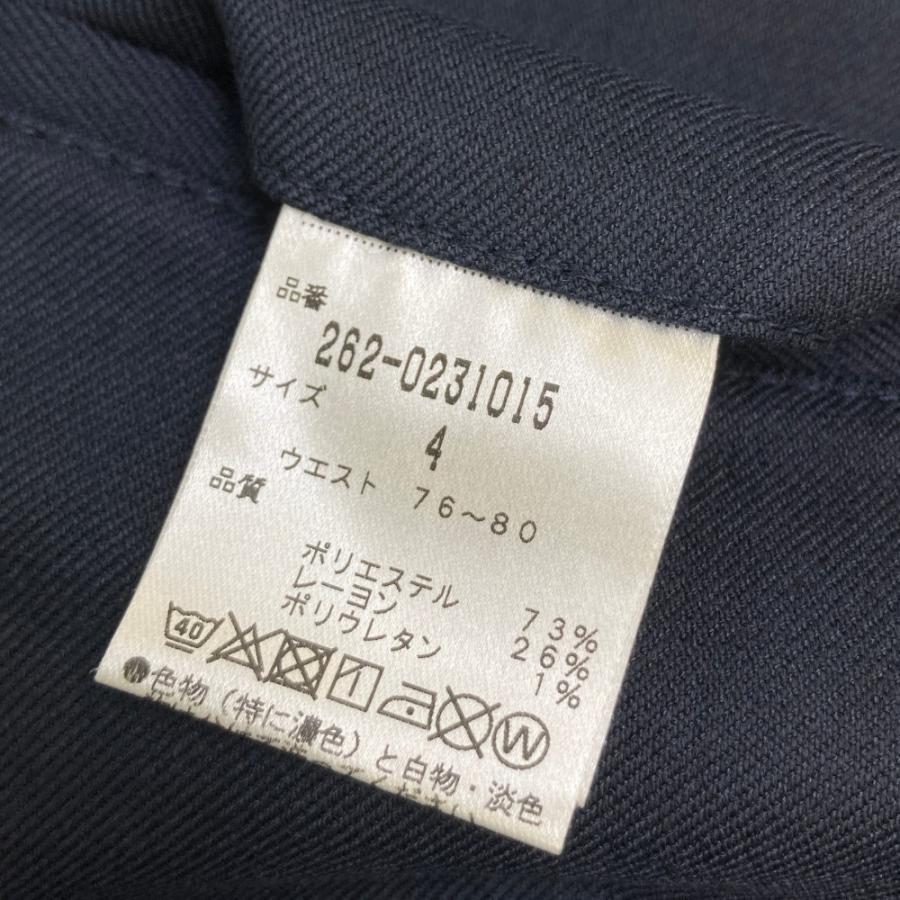 品番
262-0231015
サイズ
4
ウエスト 76～80
品質
ポリエステル 73%
レーヨン 26%
ポリウレタン 1%
40
W
●色物(特に濃色)と白物・淡色